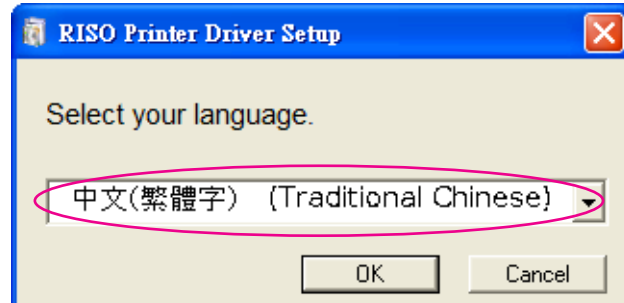 RISO Printer Driver Setup
Select your language.
中文(繁體字) (Traditional Chinese)
OK
Cancel